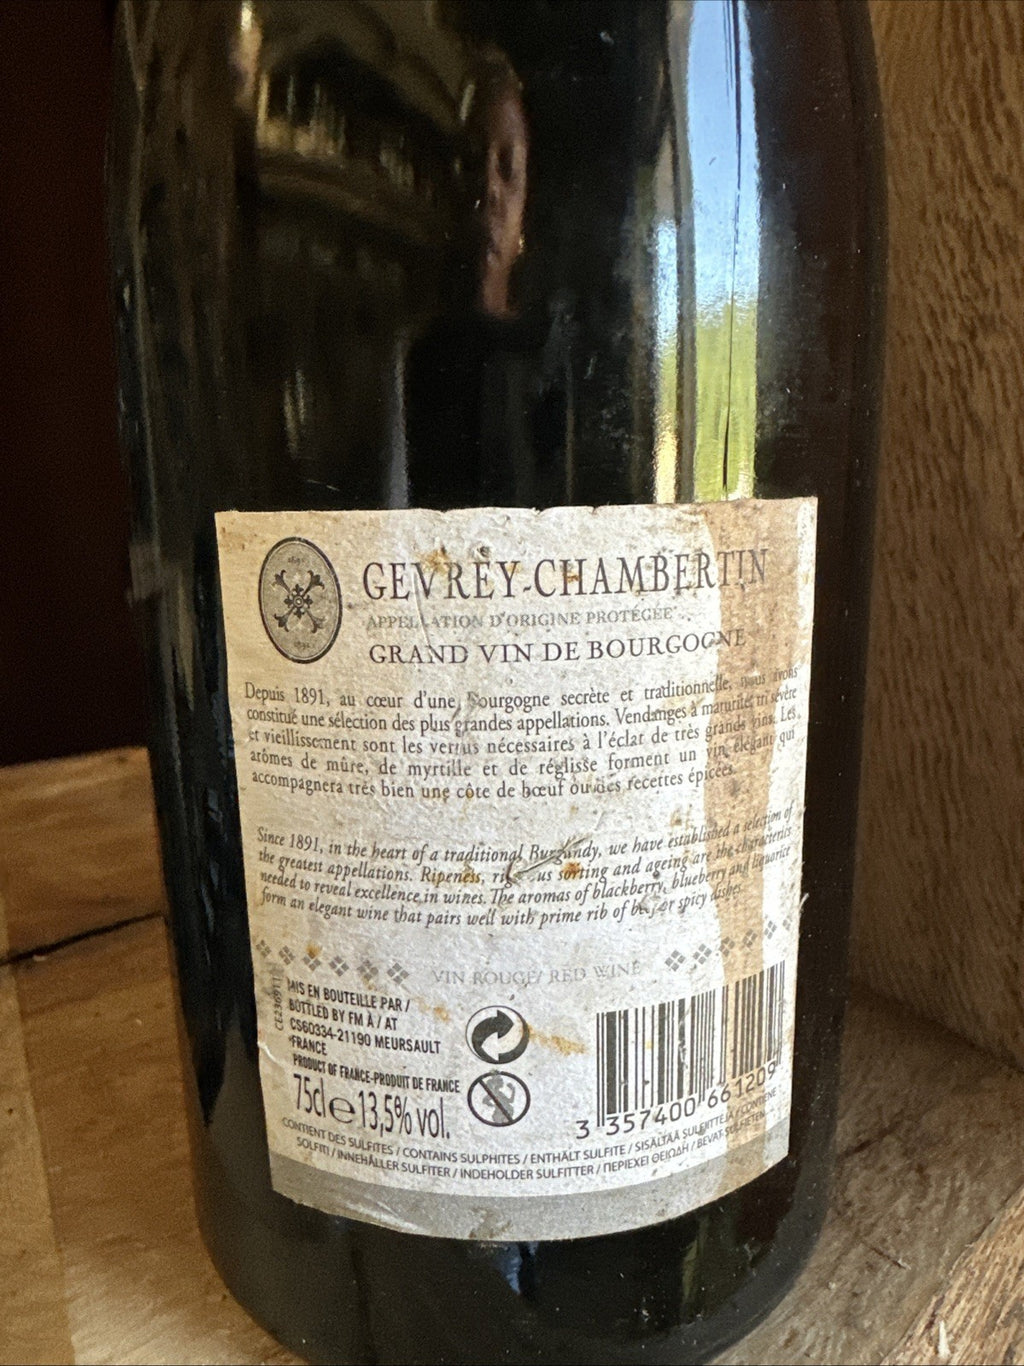 GEVREY-CHAMBERTIN
APPELLATION D'ORIGINE PROTÉGÉE
GRAND VIN DE BOURGOGNE
Depuis 1891, au cœur d'une Bourgogne secrète et traditionnelle, nous avons
constitué une sélection des plus grandes appellations. Vendanges à maturité, tri sévère
et vieillissement sont les vertus nécessaires à l'éclat de très grands vins. Les
arômes de mûre, de myrtille et de réglisse forment un vin élégant qui
accompagnera très bien une côte de bœuf ou des recettes épicées.
Since 1891, in the heart of a traditional Burgundy, we have established a selection of
the greatest appellations. Ripeness, rigorous sorting and ageing are the characterics
needed to reveal excellence in wines. The aromas of blackberry, blueberry and liquorice
form an elegant wine that pairs well with prime rib of beef or spicy dishes.
VIN ROUGE/ RED WINE
MIS EN BOUTEILLE PAR /
BOTTLED BY FM À / AT
CS60334-21190 MEURSAULT
FRANCE
PRODUCT OF FRANCE-PRODUIT DE FRANCE
75cl e 13,5% vol.
3 357400 661209
CONTIENT DES SULFITES / CONTAINS SULPHITES / ENTHÄLT SULFITE / SISÄLTÄÄ SULFIITTEJA / CONTIENE
SOLFITI / INNEHÅLLER SULFITER / INDEHOLDER SULFITTER / ΠΕΡΙΕΧΕΙ ΘΕΙΩΔΗ / BEVAT SULFIETEN